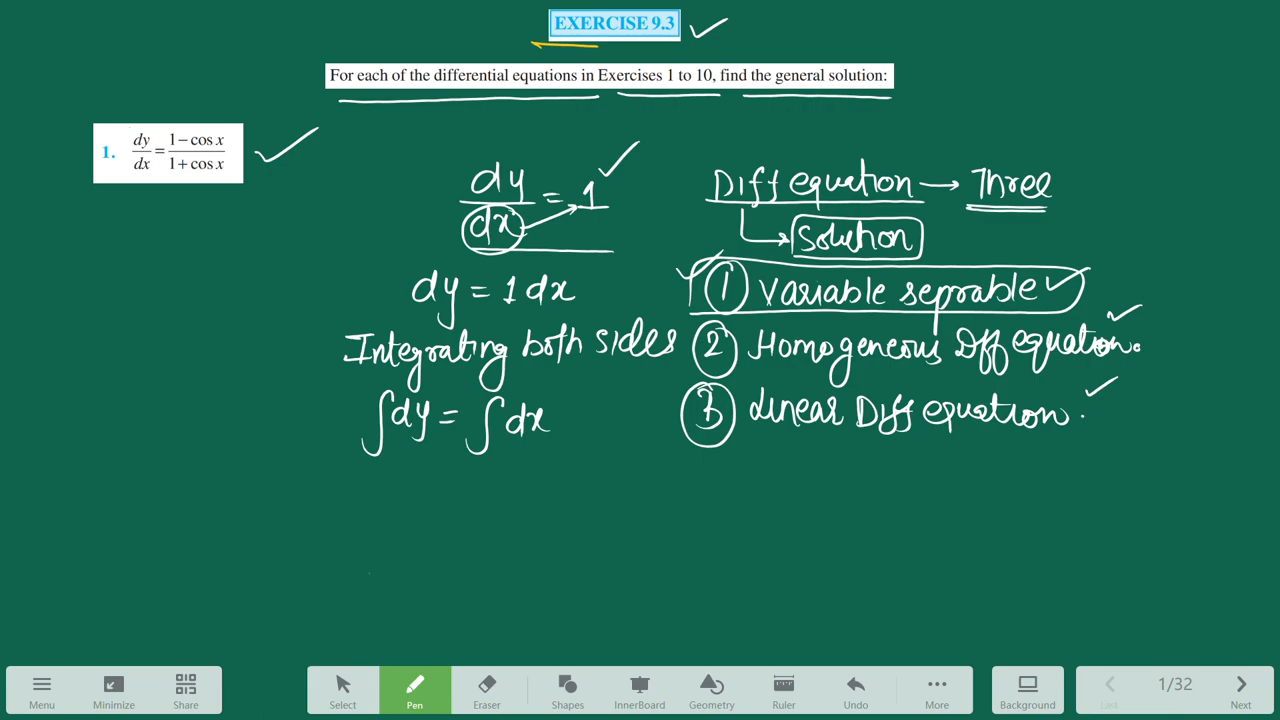 EXERCISE 9.3
For each of the differential equations in Exercises 1 to 10, find the general solution:
1. dy/dx = (1 − cos x)/(1 + cos x)
dy/dx = 1
Diff equation → Three
Solution
dy = 1 dx
① Variable seprable
Integrating both sides
② Homogeneous Diff equation.
∫dy = ∫dx
③ Linear Diff equation.
Menu
Minimize
Share
Select
Pen
Eraser
Shapes
InnerBoard
Geometry
Ruler
Undo
More
Background
Last
1/32
Next